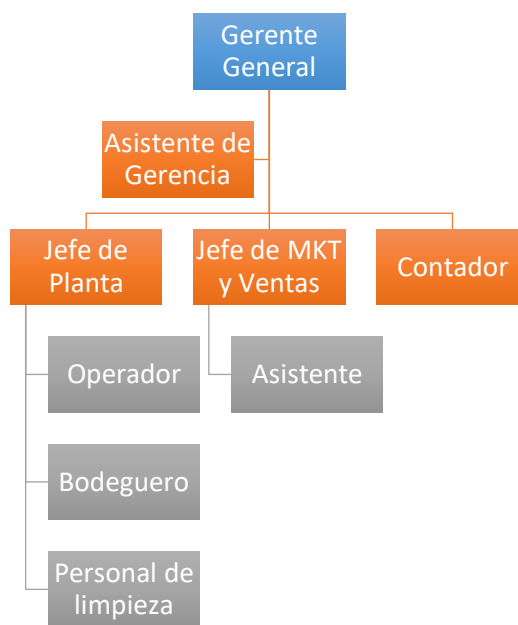 Gerente
General
Asistente de
Gerencia
Jefe de
Planta
Jefe de MKT
y Ventas
Contador
Operador
Asistente
Bodeguero
Personal de
limpieza